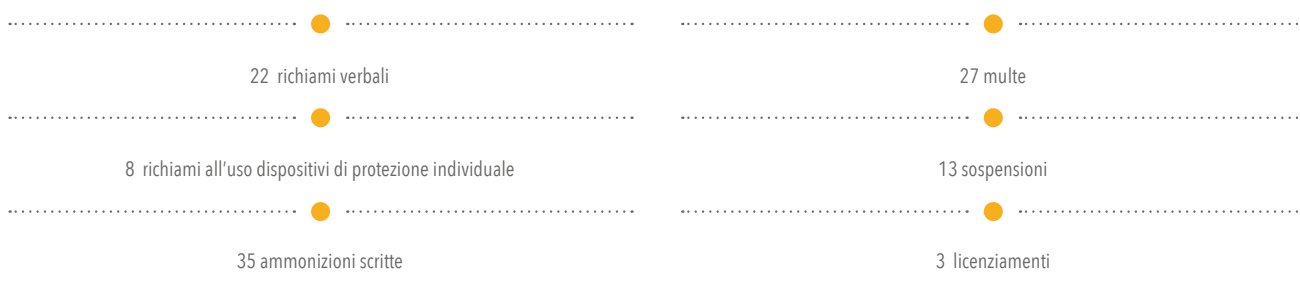 22 richiami verbali
8 richiami all'uso dispositivi di protezione individuale
35 ammonizioni scritte
27 multe
13 sospensioni
3 licenziamenti